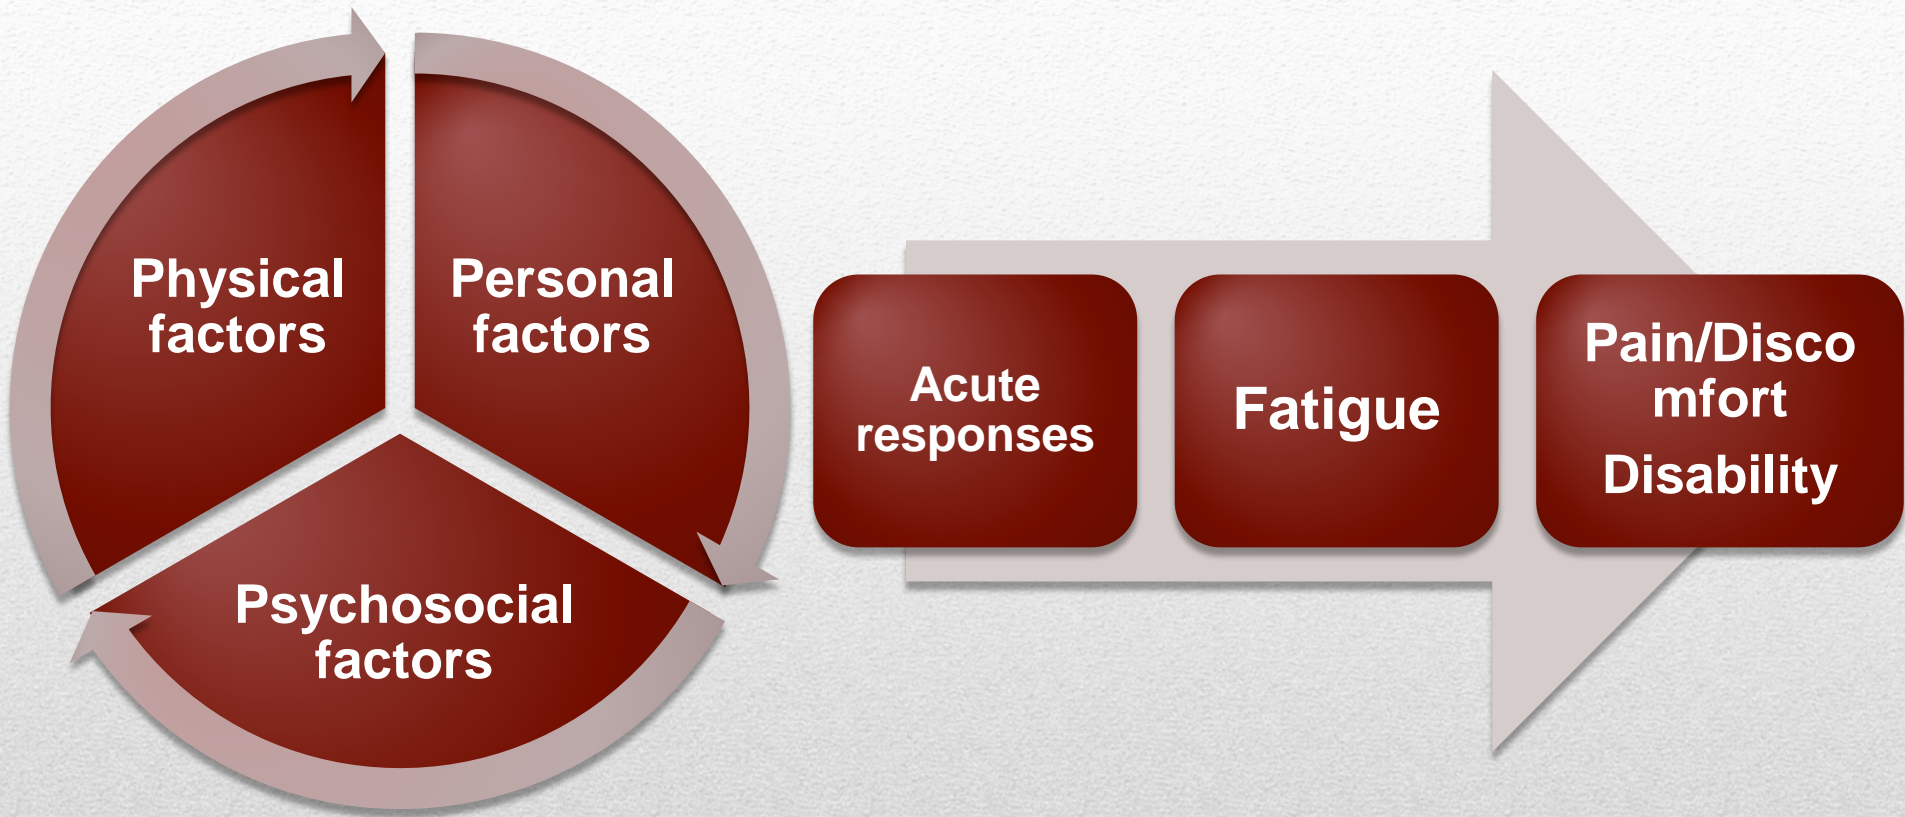 Physical
factors
Personal
factors
Psychosocial
factors
Acute
responses
Fatigue
Pain/Disco
mfort
Disability